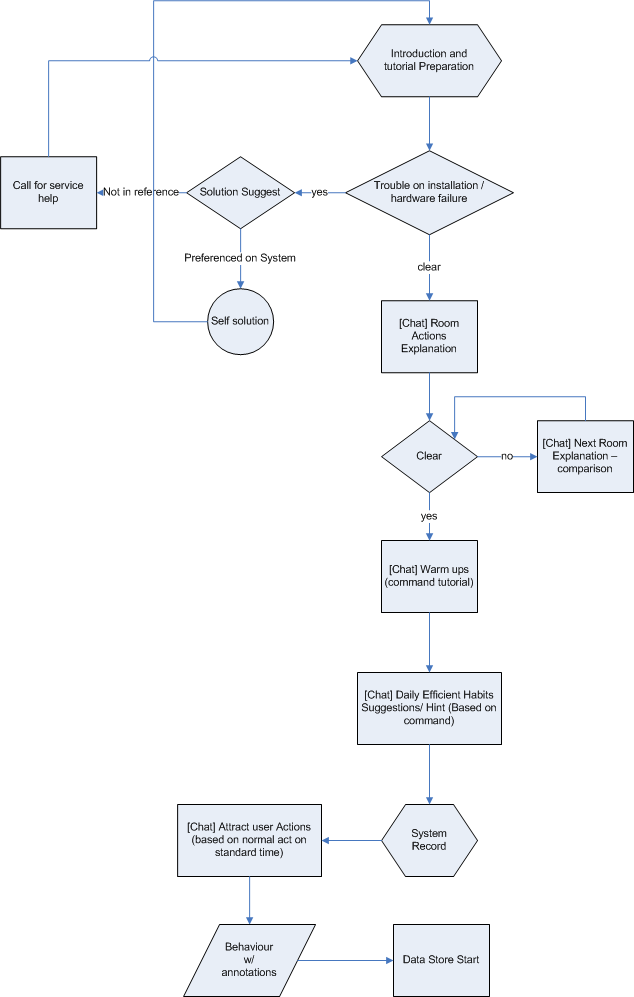 Introduction and
tutorial Preparation
Trouble on installation /
hardware failure
yes
Solution Suggest
Not in reference
Call for service
help
Preferenced on System
Self solution
clear
[Chat] Room
Actions
Explanation
Clear
no
[Chat] Next Room
Explanation –
comparison
yes
[Chat] Warm ups
(command tutorial)
[Chat] Daily Efficient Habits
Suggestions/ Hint (Based on
command)
System
Record
[Chat] Attract user Actions
(based on normal act on
standard time)
Behaviour
w/
annotations
Data Store Start